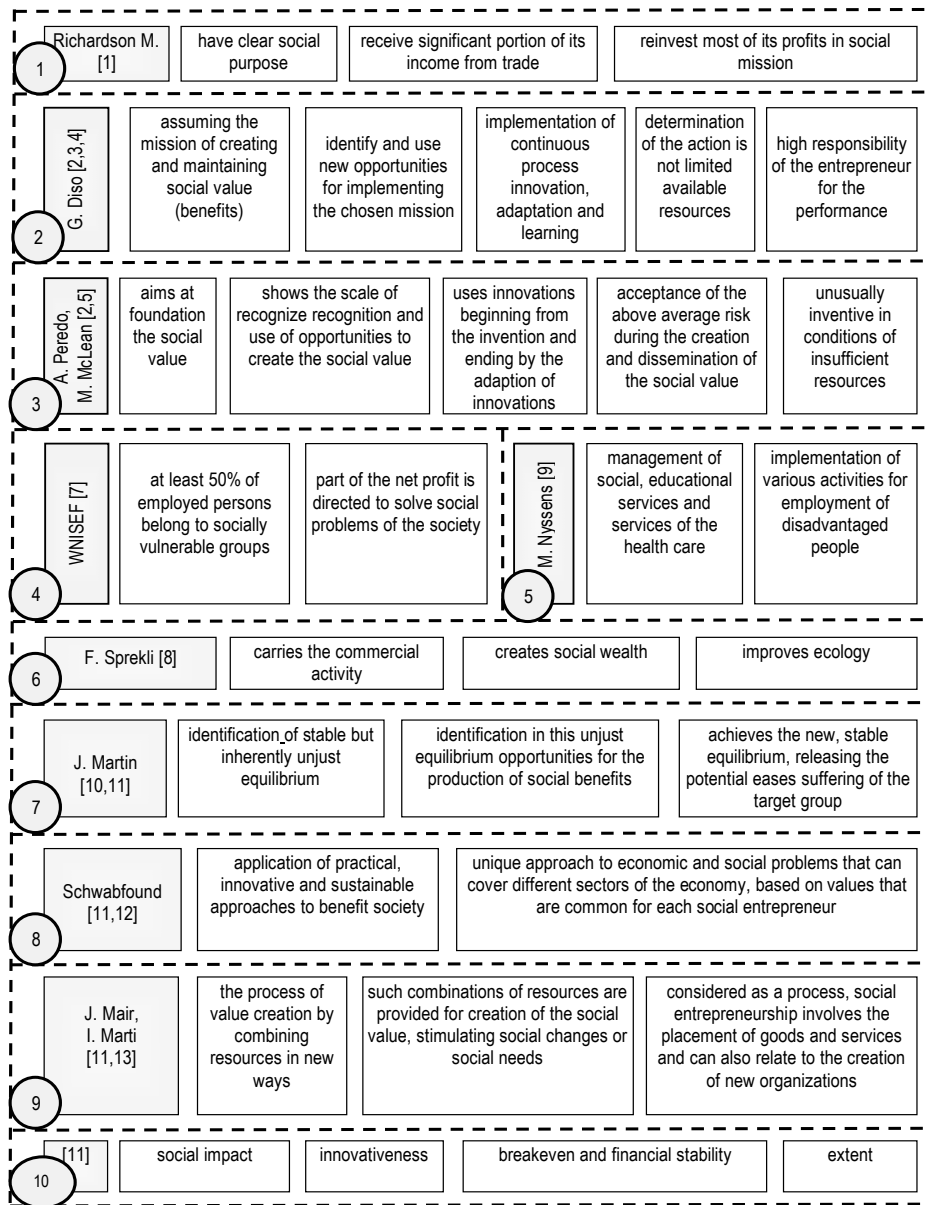 Richardson M.
[1]
have clear social
purpose
receive significant portion of its
income from trade
reinvest most of its profits in social
mission
1
G. Diso [2,3,4]
assuming the
mission of creating
and maintaining
social value
(benefits)
identify and use
new opportunities
for implementing
the chosen mission
implementation of
continuous
process
innovation,
adaptation and
learning
determination
of the action is
not limited
available
resources
high responsibility
of the entrepreneur
for the
performance
2
A. Peredo,
M. McLean [2,5]
aims at
foundation
the social
value
shows the scale of
recognize recognition and
use of opportunities to
create the social value
uses innovations
beginning from
the invention and
ending by the
adaption of
innovations
acceptance of the
above average risk
during the creation
and dissemination of
the social value
unusually
inventive in
conditions of
insufficient
resources
3
WNISEF [7]
at least 50% of
employed persons
belong to socially
vulnerable groups
part of the net profit is
directed to solve social
problems of the society
4
M. Nyssens [9]
management of
social, educational
services and
services of the
health care
implementation of
various activities for
employment of
disadvantaged
people
5
F. Sprekli [8]
carries the commercial
activity
creates social wealth
improves ecology
6
J. Martin
[10,11]
identification of stable but
inherently unjust
equilibrium
identification in this unjust
equilibrium opportunities for the
production of social benefits
achieves the new, stable
equilibrium, releasing the
potential eases suffering of the
target group
7
Schwabfound
[11,12]
application of practical,
innovative and sustainable
approaches to benefit society
unique approach to economic and social problems that can
cover different sectors of the economy, based on values that
are common for each social entrepreneur
8
J. Mair,
I. Marti
[11,13]
the process of
value creation by
combining
resources in new
ways
such combinations of resources are
provided for creation of the social
value, stimulating social changes or
social needs
considered as a process, social
entrepreneurship involves the
placement of goods and services
and can also relate to the creation
of new organizations
9
[11]
social impact
innovativeness
breakeven and financial stability
extent
10